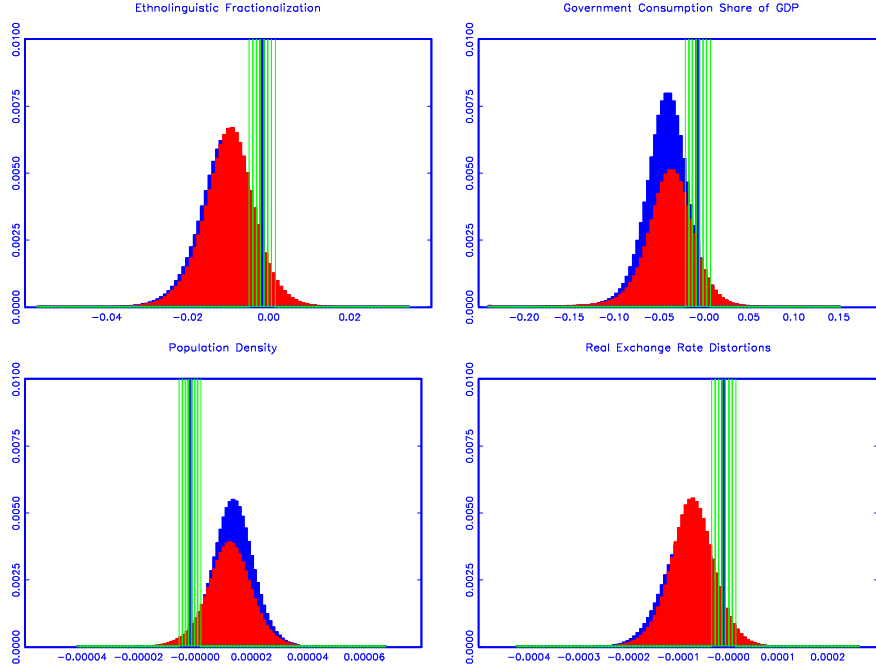 Ethnolinguistic Fractionalization
0.0000 0.0025 0.0050 0.0075 0.0100
-0.04 -0.02 0.00 0.02
Government Consumption Share of GDP
0.0000 0.0025 0.0050 0.0075 0.0100
-0.20 -0.15 -0.10 -0.05 -0.00 0.05 0.10 0.15
Population Density
0.0000 0.0025 0.0050 0.0075 0.0100
-0.00004 -0.00002 -0.00000 0.00002 0.00004 0.00006
Real Exchange Rate Distortions
0.0000 0.0025 0.0050 0.0075 0.0100
-0.0004 -0.0003 -0.0002 -0.0001 -0.0000 0.0001 0.0002